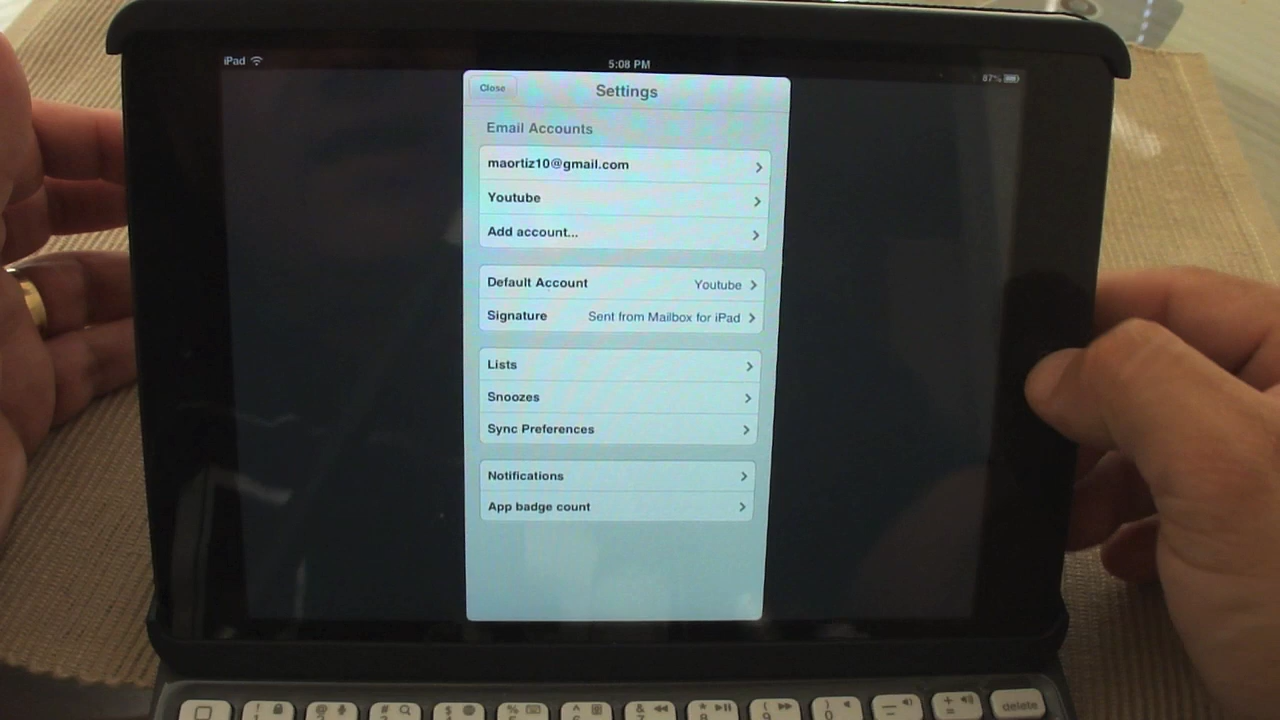 iPad 5:08 PM 87%
Close Settings
Email Accounts
maortiz10@gmail.com
Youtube
Add account...
Default Account Youtube
Signature Sent from Mailbox for iPad
Lists
Snoozes
Sync Preferences
Notifications
App badge count
! @ # $ % ^ & * ( ) — +
=
delete